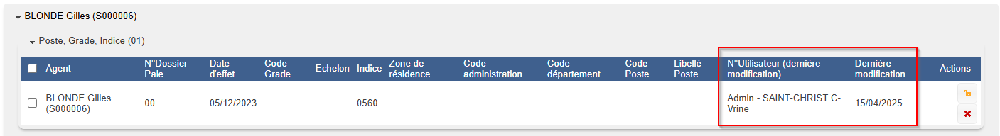 BLONDE Gilles (S000006)
Poste, Grade, Indice (01)
Agent
N°Dossier
Paie
Date
d'effet
Code
Grade
Echelon
Indice
Zone de
résidence
Code
administration
Code
département
Code
Poste
Libellé
Poste
N°Utilisateur (dernière
modification)
Dernière
modification
Actions
BLONDE Gilles
(S000006)
00
05/12/2023
0560
Admin - SAINT-CHRIST C-
Vrine
15/04/2025